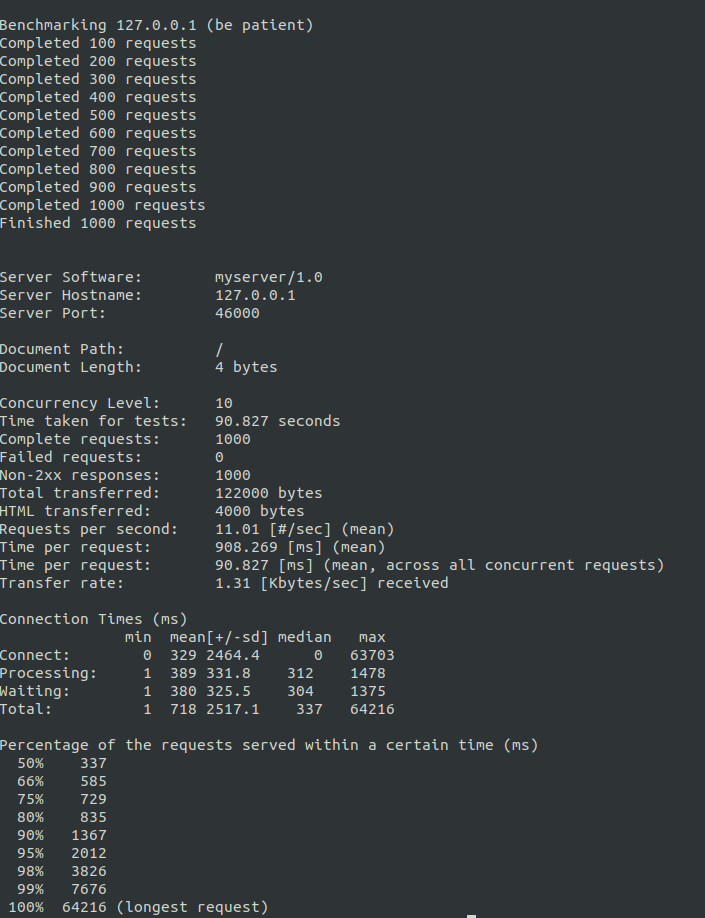 Benchmarking 127.0.0.1 (be patient)
Completed 100 requests
Completed 200 requests
Completed 300 requests
Completed 400 requests
Completed 500 requests
Completed 600 requests
Completed 700 requests
Completed 800 requests
Completed 900 requests
Completed 1000 requests
Finished 1000 requests

Server Software:        myserver/1.0
Server Hostname:        127.0.0.1
Server Port:            46000

Document Path:          /
Document Length:        4 bytes

Concurrency Level:      10
Time taken for tests:   90.827 seconds
Complete requests:      1000
Failed requests:        0
Non-2xx responses:      1000
Total transferred:      122000 bytes
HTML transferred:       4000 bytes
Requests per second:    11.01 [#/sec] (mean)
Time per request:       908.269 [ms] (mean)
Time per request:       90.827 [ms] (mean, across all concurrent requests)
Transfer rate:          1.31 [Kbytes/sec] received

Connection Times (ms)
              min  mean[+/-sd] median   max
Connect:        0  329 2464.4      0   63703
Processing:     1  389 331.8    312    1478
Waiting:        1  380 325.5    304    1375
Total:          1  718 2517.1    337   64216

Percentage of the requests served within a certain time (ms)
  50%    337
  66%    585
  75%    729
  80%    835
  90%   1367
  95%   2012
  98%   3826
  99%   7676
 100%  64216 (longest request)